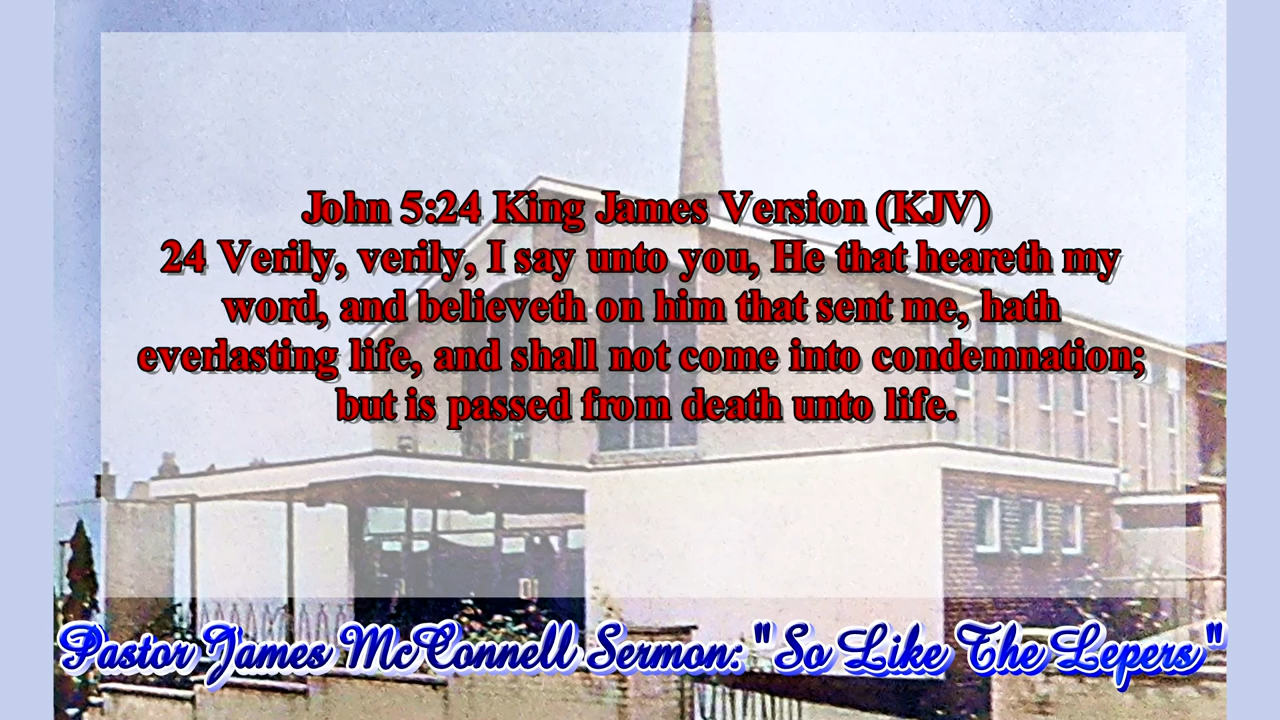 John 5:24 King James Version (KJV)
24 Verily, verily, I say unto you, He that heareth my
word, and believeth on him that sent me, hath
everlasting life, and shall not come into condemnation;
but is passed from death unto life.
Pastor James McConnell Sermon: "So Like The Lepers "